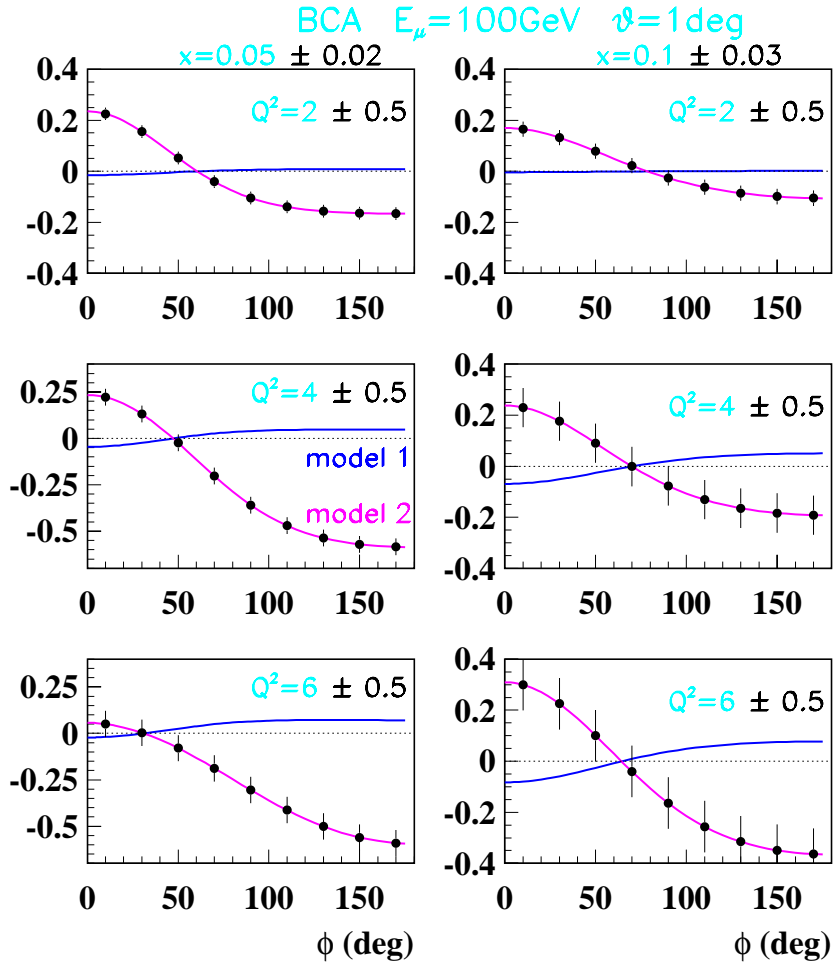 BCA E_μ=100GeV ϑ=1deg
x=0.05 ± 0.02 x=0.1 ± 0.03
0.4
0.2
0
-0.2
-0.4
Q²=2 ± 0.5
0 50 100 150
0.4
0.2
0
-0.2
-0.4
Q²=2 ± 0.5
0 50 100 150
0.25
0
-0.25
-0.5
Q²=4 ± 0.5
model 1
model 2
0 50 100 150
0.4
0.2
0
-0.2
-0.4
Q²=4 ± 0.5
0 50 100 150
0.25
0
-0.25
-0.5
Q²=6 ± 0.5
0 50 100 150
ϕ (deg)
0.4
0.2
0
-0.2
-0.4
Q²=6 ± 0.5
0 50 100 150
ϕ (deg)